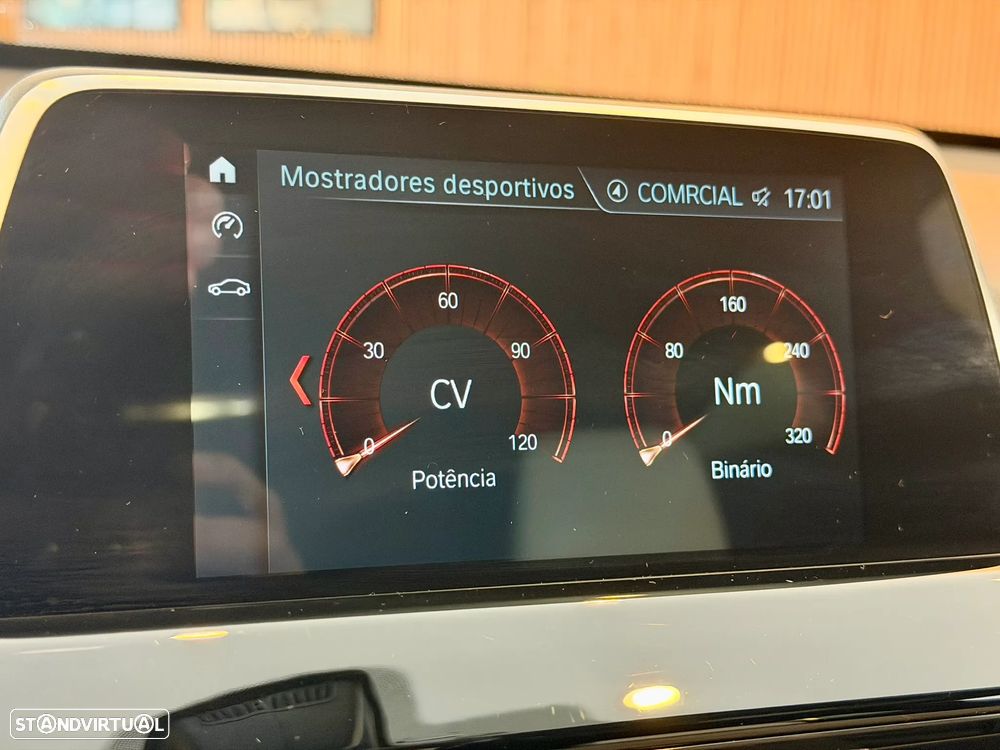 Mostradores desportivos
4 COMRCIAL 17:01
60
30 90
CV
0 120
Potência
160
80 240
Nm
0 320
Binário
STANDVIRTUAL